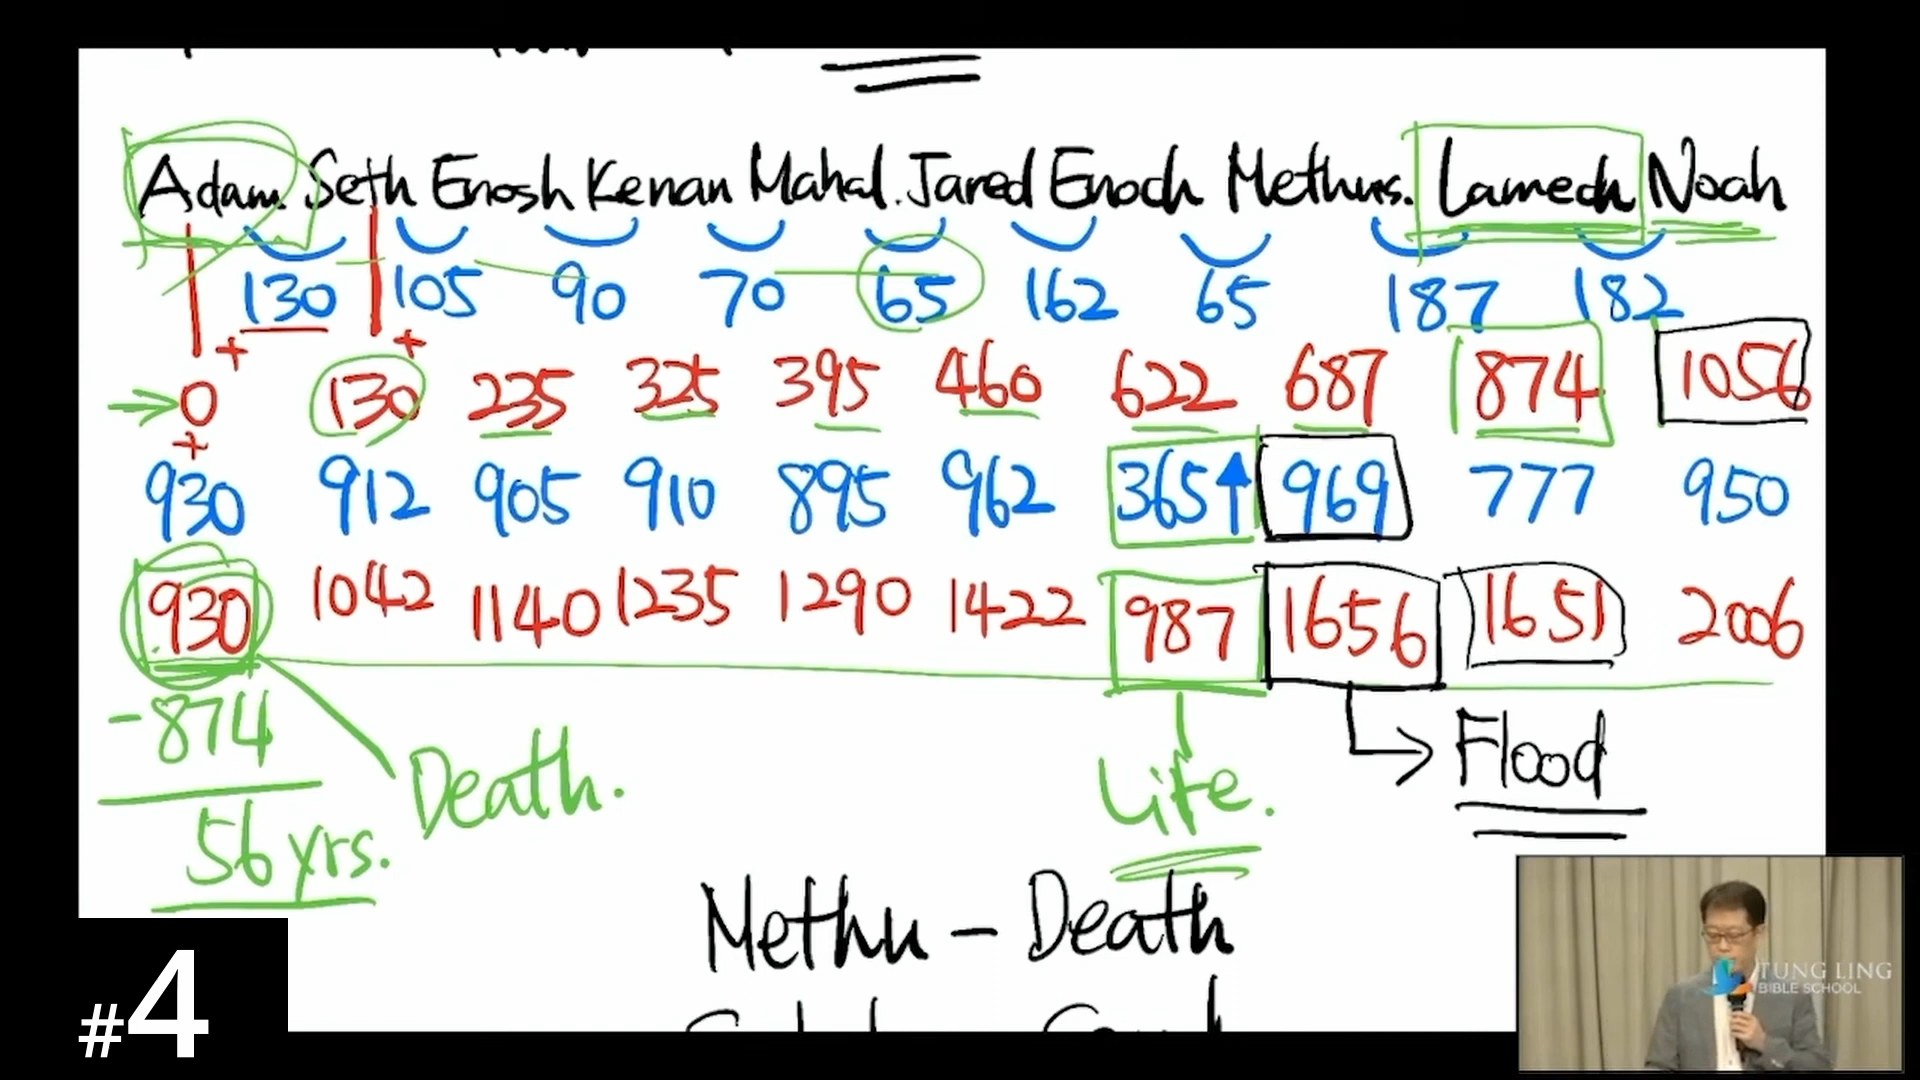 Adam. Seth Enosh Kenan Mahal. Jared Enoch Methus. Lamech Noah
130 105 90 70 65 162 65 187 182
+ +
0 130 235 325 395 460 622 687 874 1056
+
930 912 905 910 895 962 365 969 777 950
930 1042 1140 1235 1290 1422 987 1656 1651 2006
-874
56 yrs.
Death.
Life.
Flood
Methu - Death
#4
TUNG LING
BIBLE SCHOOL